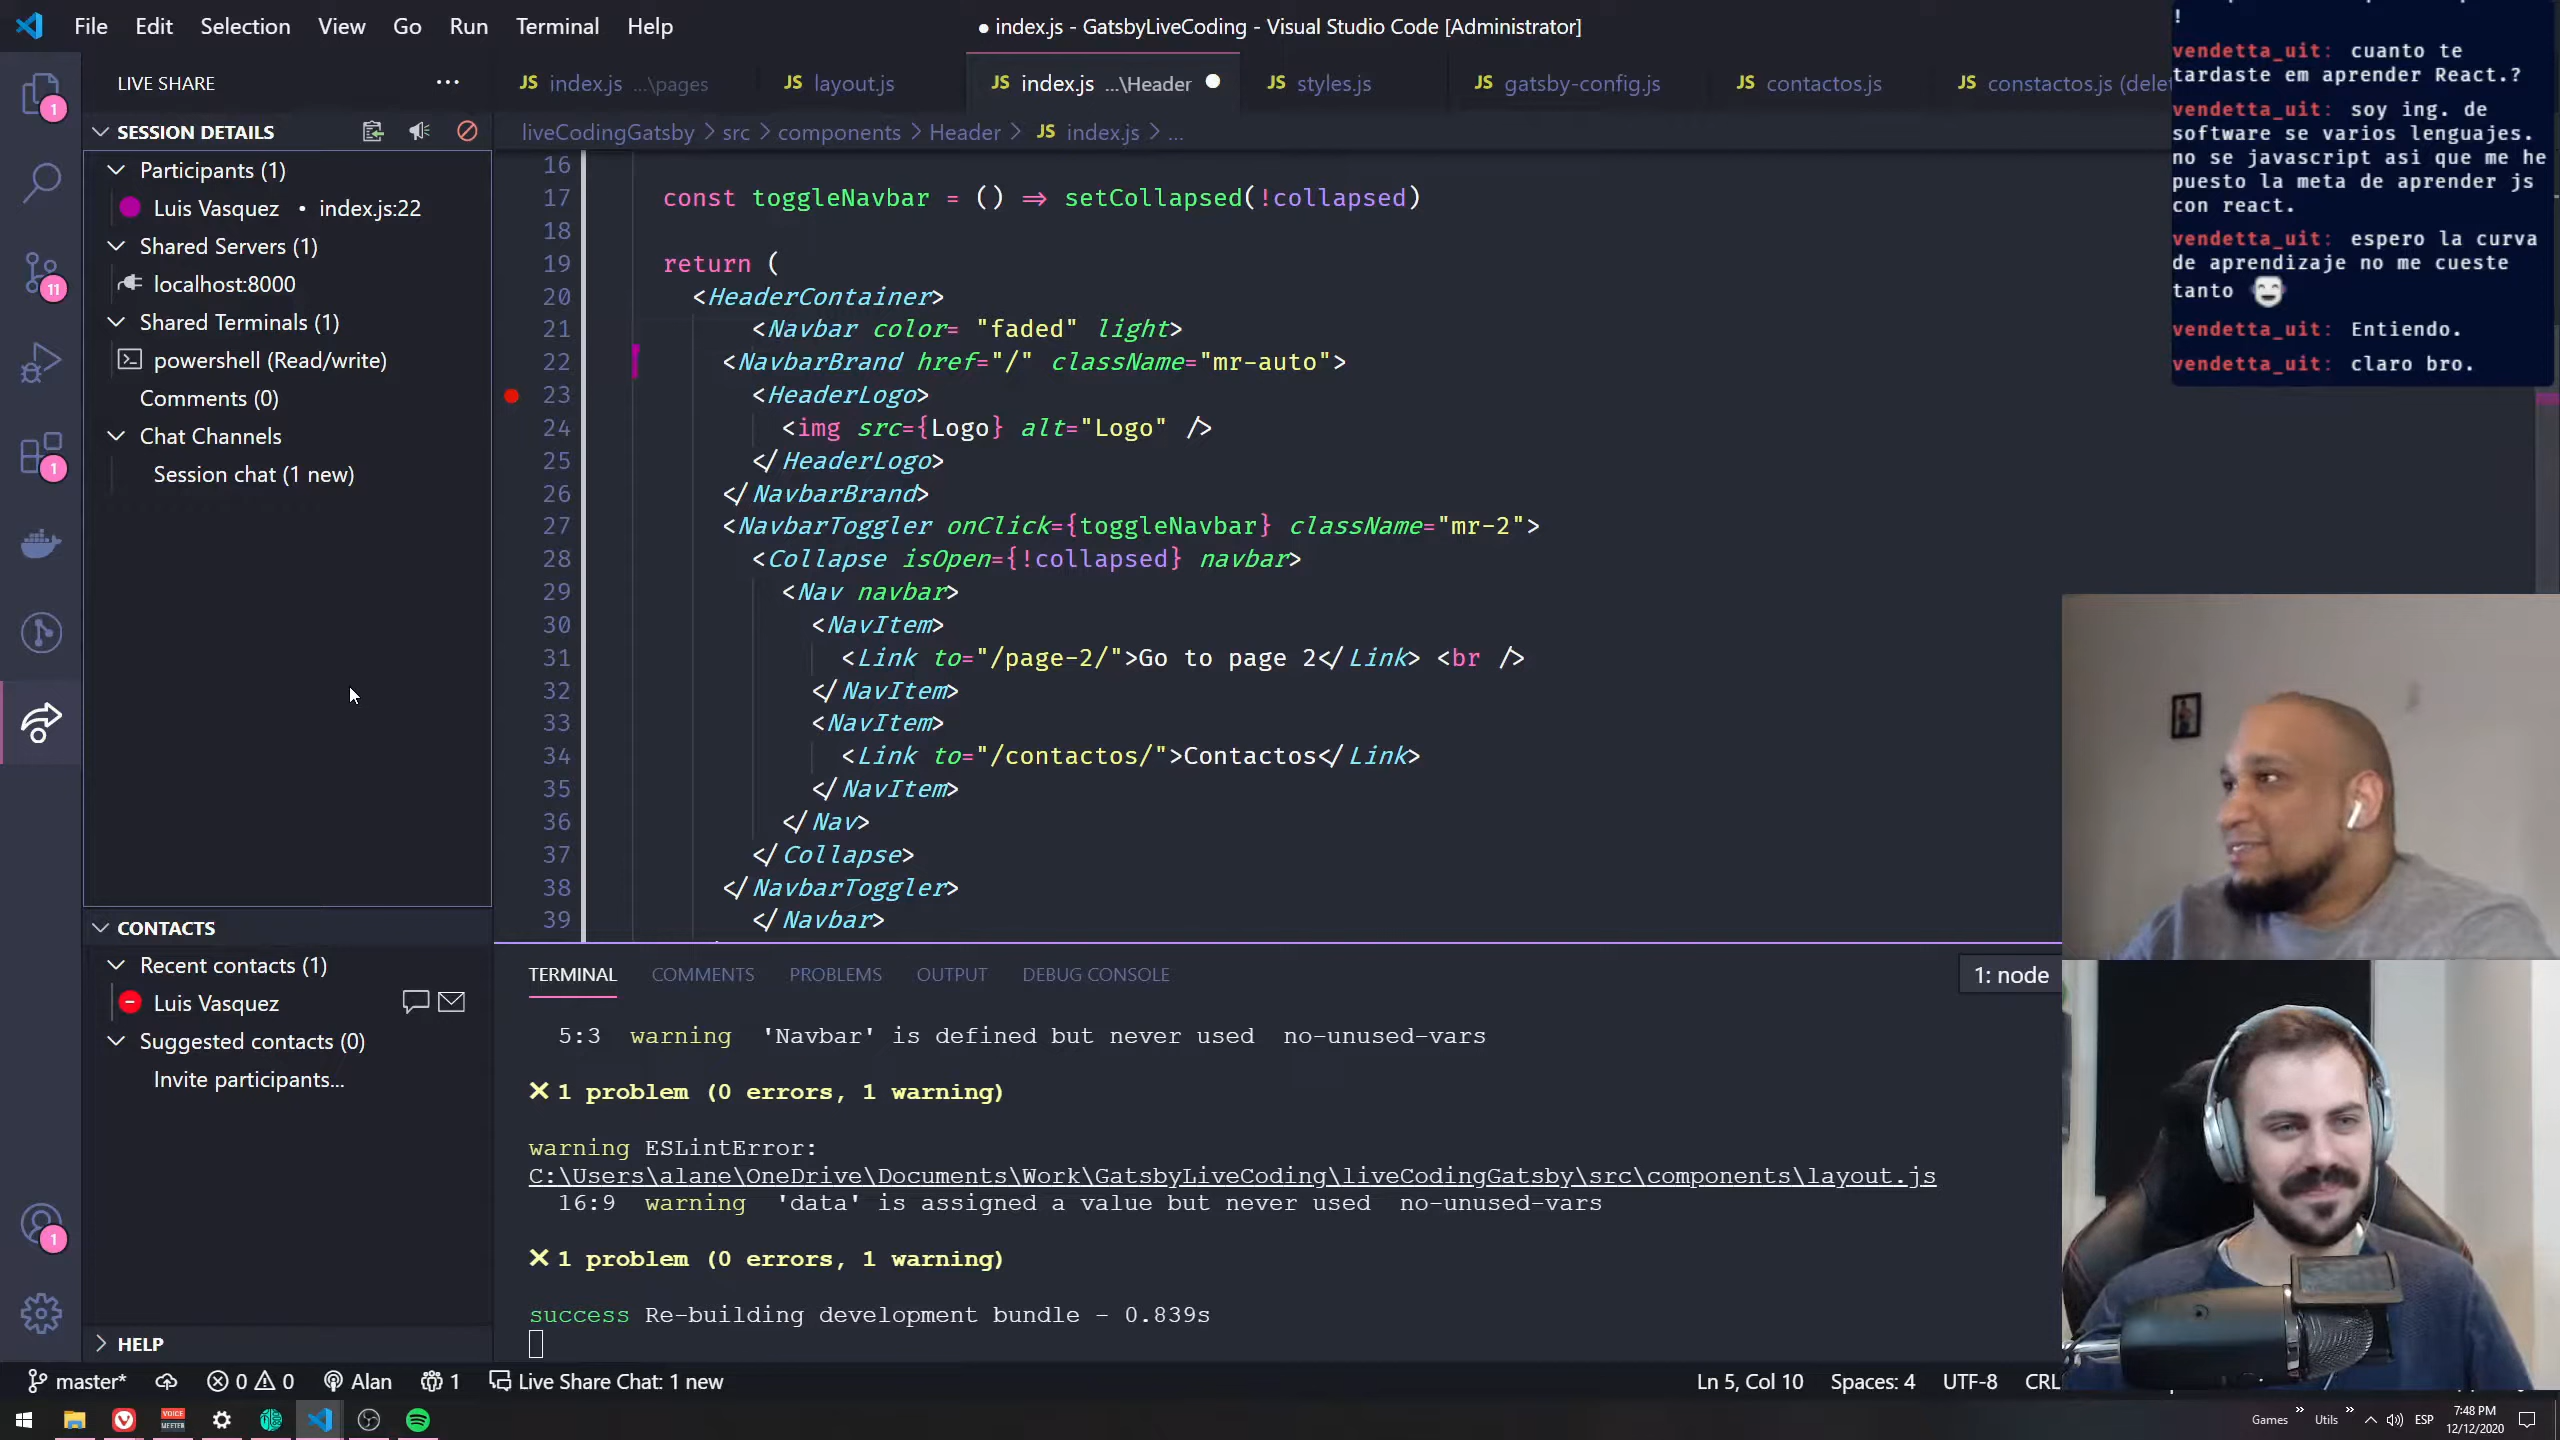 File Edit Selection View Go Run Terminal Help
● index.js - GatsbyLiveCoding - Visual Studio Code [Administrator]
LIVE SHARE
JS index.js ...\pages
JS layout.js
JS index.js ...\Header
JS styles.js
JS gatsby-config.js
JS contactos.js
JS constactos.js (dele
SESSION DETAILS
liveCodingGatsby > src > components > Header > JS index.js > ...
Participants (1)
Luis Vasquez • index.js:22
Shared Servers (1)
localhost:8000
Shared Terminals (1)
powershell (Read/write)
Comments (0)
Chat Channels
Session chat (1 new)
1
11
1
1
16
17 const toggleNavbar = () => setCollapsed(!collapsed)
18
19 return (
20 <HeaderContainer>
21 <Navbar color= "faded" light>
22 <NavbarBrand href="/" className="mr-auto">
23 <HeaderLogo>
24 <img src={Logo} alt="Logo" />
25 </HeaderLogo>
26 </NavbarBrand>
27 <NavbarToggler onClick={toggleNavbar} className="mr-2">
28 <Collapse isOpen={!collapsed} navbar>
29 <Nav navbar>
30 <NavItem>
31 <Link to="/page-2/">Go to page 2</Link> <br />
32 </NavItem>
33 <NavItem>
34 <Link to="/contactos/">Contactos</Link>
35 </NavItem>
36 </Nav>
37 </Collapse>
38 </NavbarToggler>
39 </Navbar>
!
vendetta_uit: cuanto te
tardaste em aprender React.?
vendetta_uit: soy ing. de
software se varios lenguajes.
no se javascript asi que me he
puesto la meta de aprender js
con react.
vendetta_uit: espero la curva
de aprendizaje no me cueste
tanto
vendetta_uit: Entiendo.
vendetta_uit: claro bro.
CONTACTS
Recent contacts (1)
Luis Vasquez
Suggested contacts (0)
Invite participants...
HELP
TERMINAL COMMENTS PROBLEMS OUTPUT DEBUG CONSOLE
1: node
5:3 warning 'Navbar' is defined but never used no-unused-vars
✕ 1 problem (0 errors, 1 warning)
warning ESLintError:
C:\Users\alane\OneDrive\Documents\Work\GatsbyLiveCoding\liveCodingGatsby\src\components\layout.js
16:9 warning 'data' is assigned a value but never used no-unused-vars
✕ 1 problem (0 errors, 1 warning)
success Re-building development bundle - 0.839s
master* 0 0 Alan 1 Live Share Chat: 1 new
Ln 5, Col 10 Spaces: 4 UTF-8 CRL
VOICE
MEETER
Games » Utils » ESP
7:48 PM
12/12/2020